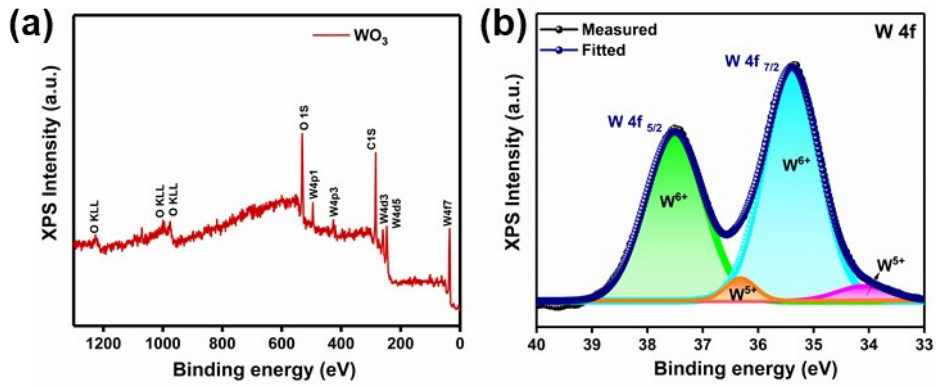 (a)
WO3
XPS Intensity (a.u.)
O KLL
O KLL
O KLL
O 1S
W4p1
W4p3
C1S
W4d3
W4d5
W4f7
1200 1000 800 600 400 200 0
Binding energy (eV)
(b)
Measured
Fitted
W 4f
XPS Intensity (a.u.)
W 4f 5/2
W 4f 7/2
W6+
W6+
W5+
W5+
40 39 38 37 36 35 34 33
Binding energy (eV)